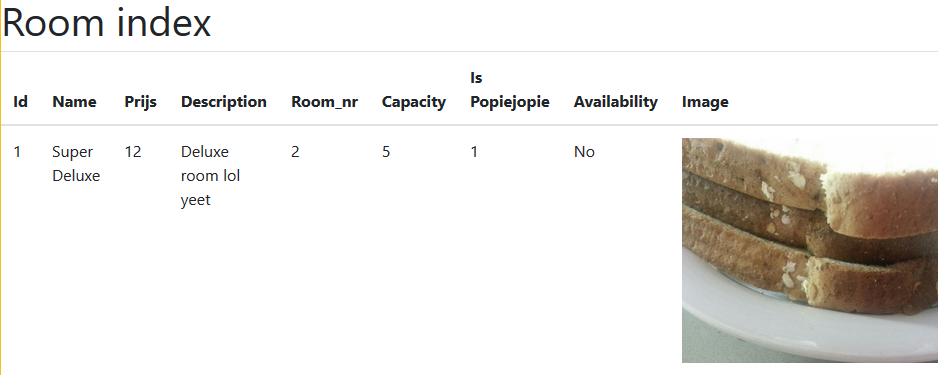 Room index
Is
Id Name Prijs Description Room_nr Capacity Popiejopie Availability Image
1 Super 12 Deluxe 2 5 1 No
Deluxe room lol
yeet